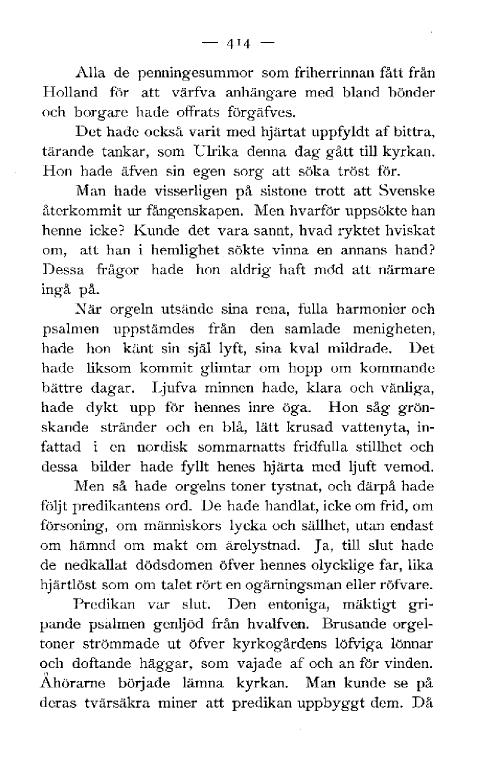 — 414 —
Alla de penningesummor som friherrinnan fått från
Holland för att värfva anhängare med bland bönder
och borgare hade offrats förgäfves.
Det hade också varit med hjärtat uppfyldt af bittra,
tärande tankar, som Ulrika denna dag gått till kyrkan.
Hon hade äfven sin egen sorg att söka tröst för.
Man hade visserligen på sistone trott att Svenske
återkommit ur fångenskapen. Men hvarför uppsökte han
henne icke? Kunde det vara sannt, hvad ryktet hviskat
om, att han i hemlighet sökte vinna en annans hand?
Dessa frågor hade hon aldrig haft mod att närmare
ingå på.
När orgeln utsände sina rena, fulla harmonier och
psalmen uppstämdes från den samlade menigheten,
hade hon känt sin själ lyft, sina kval mildrade. Det
hade liksom kommit glimtar om hopp om kommande
bättre dagar. Ljufva minnen hade, klara och vänliga,
hade dykt upp för hennes inre öga. Hon såg grön-
skande stränder och en blå, lätt krusad vattenyta, in-
fattad i en nordisk sommarnatts fridfulla stillhet och
dessa bilder hade fyllt henes hjärta med ljuft vemod.
Men så hade orgelns toner tystnat, och därpå hade
följt predikantens ord. De hade handlat, icke om frid, om
försoning, om människors lycka och sällhet, utan endast
om hämnd om makt om ärelystnad. Ja, till slut hade
de nedkallat dödsdomen öfver hennes olycklige far, lika
hjärtlöst som om talet rört en ogärningsman eller röfvare.
Predikan var slut. Den entoniga, mäktigt gri-
pande psalmen genljöd från hvalfven. Brusande orgel-
toner strömmade ut öfver kyrkogårdens löfviga lönnar
och doftande häggar, som vajade af och an för vinden.
Åhörarne började lämna kyrkan. Man kunde se på
deras tvärsäkra miner att predikan uppbyggt dem. Då